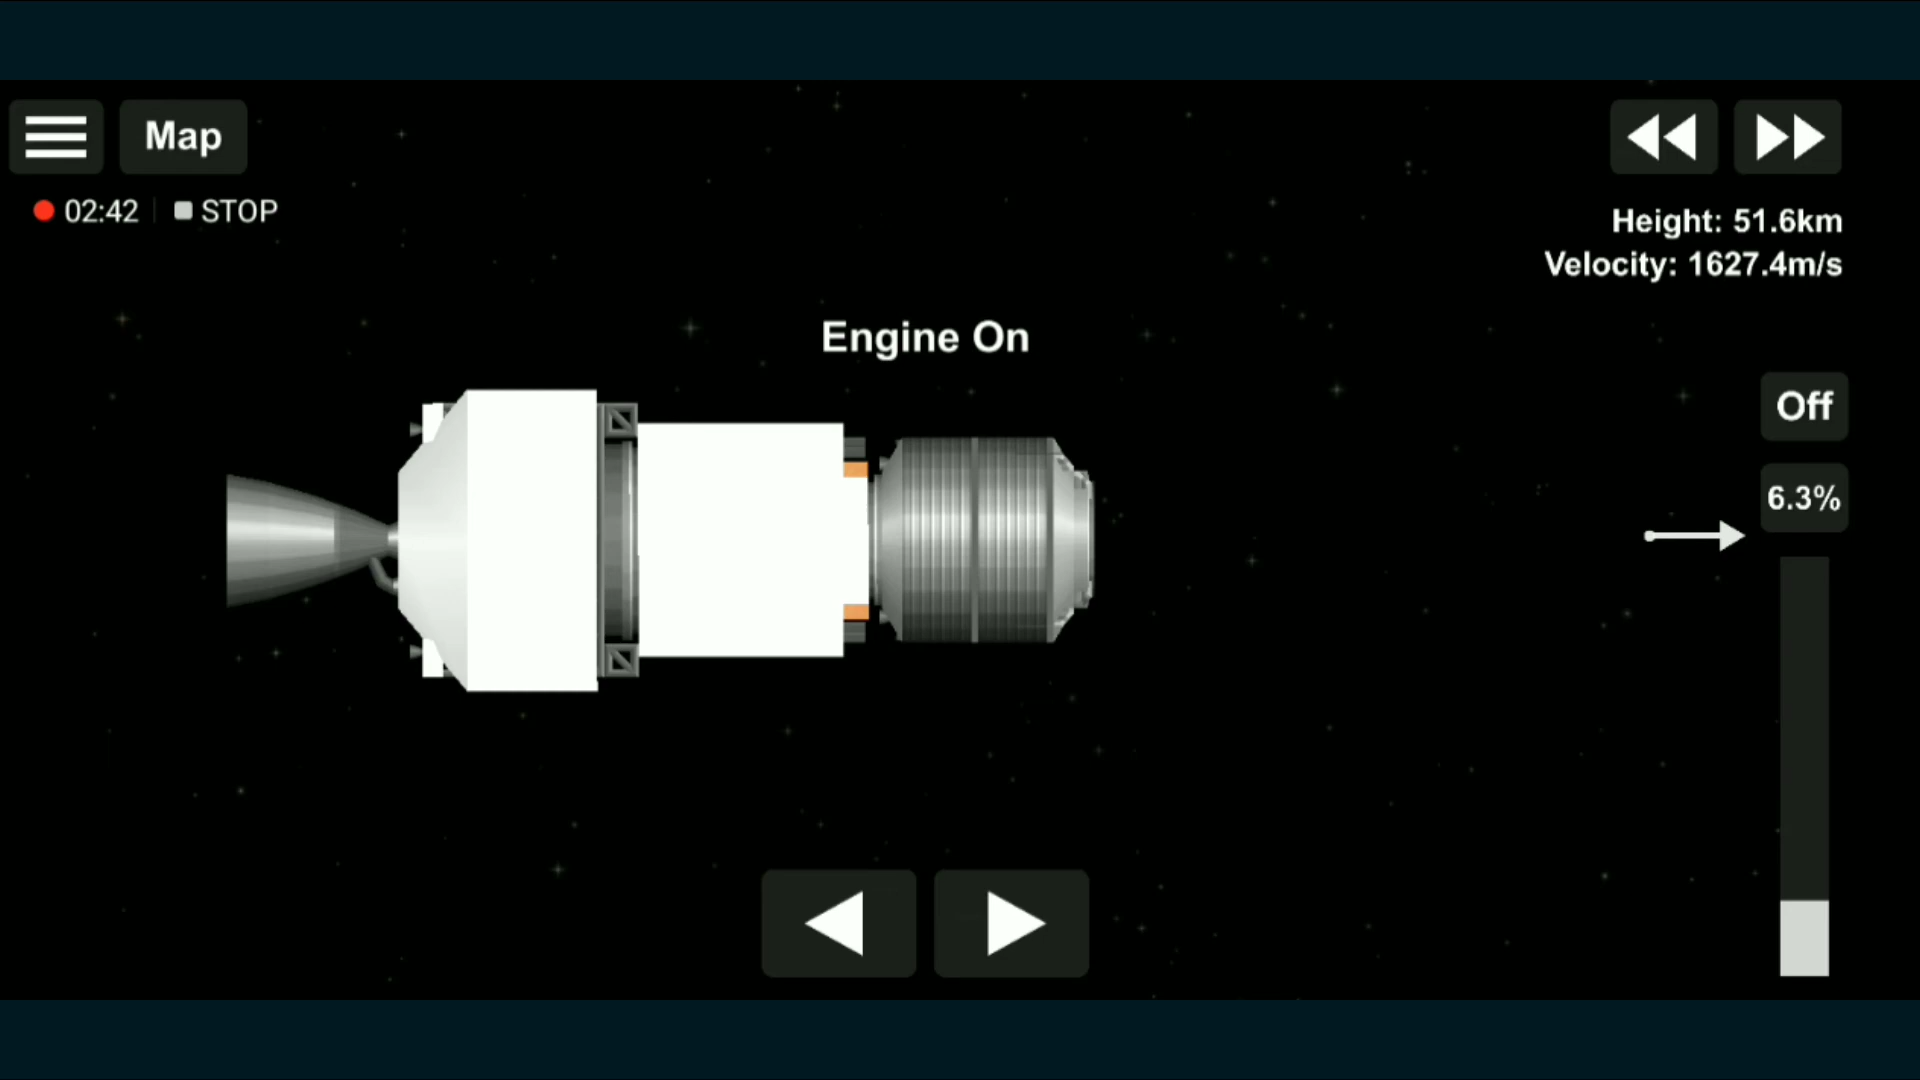 Map
02:42 STOP
Height: 51.6km
Velocity: 1627.4m/s
Engine On
Off
6.3%